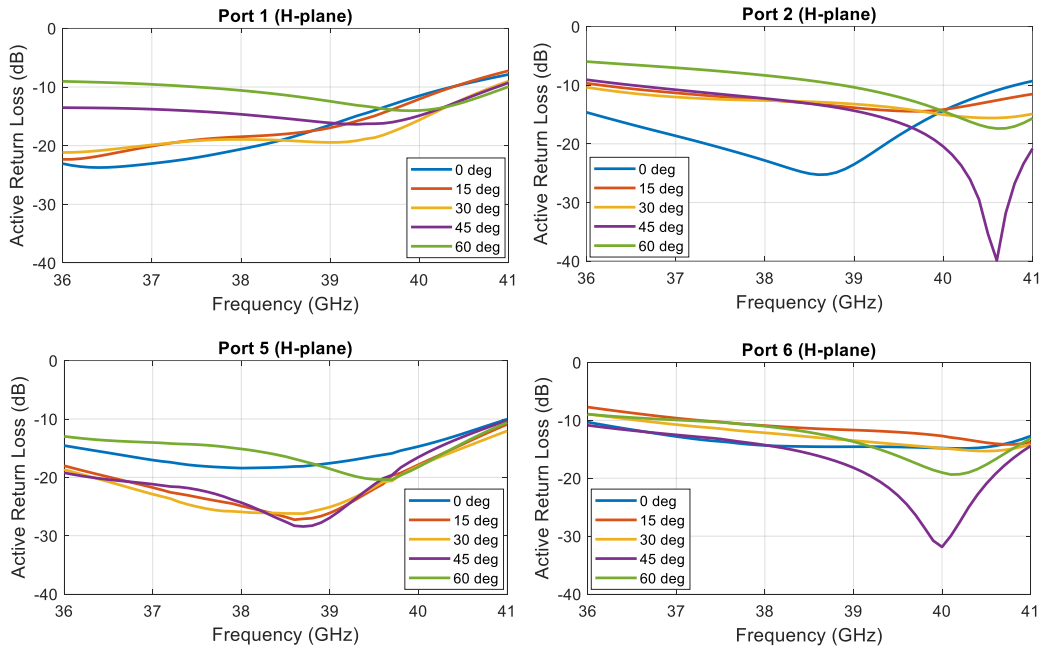 Port 1 (H-plane)
Active Return Loss (dB)
0
-10
-20
-30
-40
36 37 38 39 40 41
Frequency (GHz)
0 deg
15 deg
30 deg
45 deg
60 deg
Port 2 (H-plane)
Active Return Loss (dB)
0
-10
-20
-30
-40
36 37 38 39 40 41
Frequency (GHz)
0 deg
15 deg
30 deg
45 deg
60 deg
Port 5 (H-plane)
Active Return Loss (dB)
0
-10
-20
-30
-40
36 37 38 39 40 41
Frequency (GHz)
0 deg
15 deg
30 deg
45 deg
60 deg
Port 6 (H-plane)
Active Return Loss (dB)
0
-10
-20
-30
-40
36 37 38 39 40 41
Frequency (GHz)
0 deg
15 deg
30 deg
45 deg
60 deg